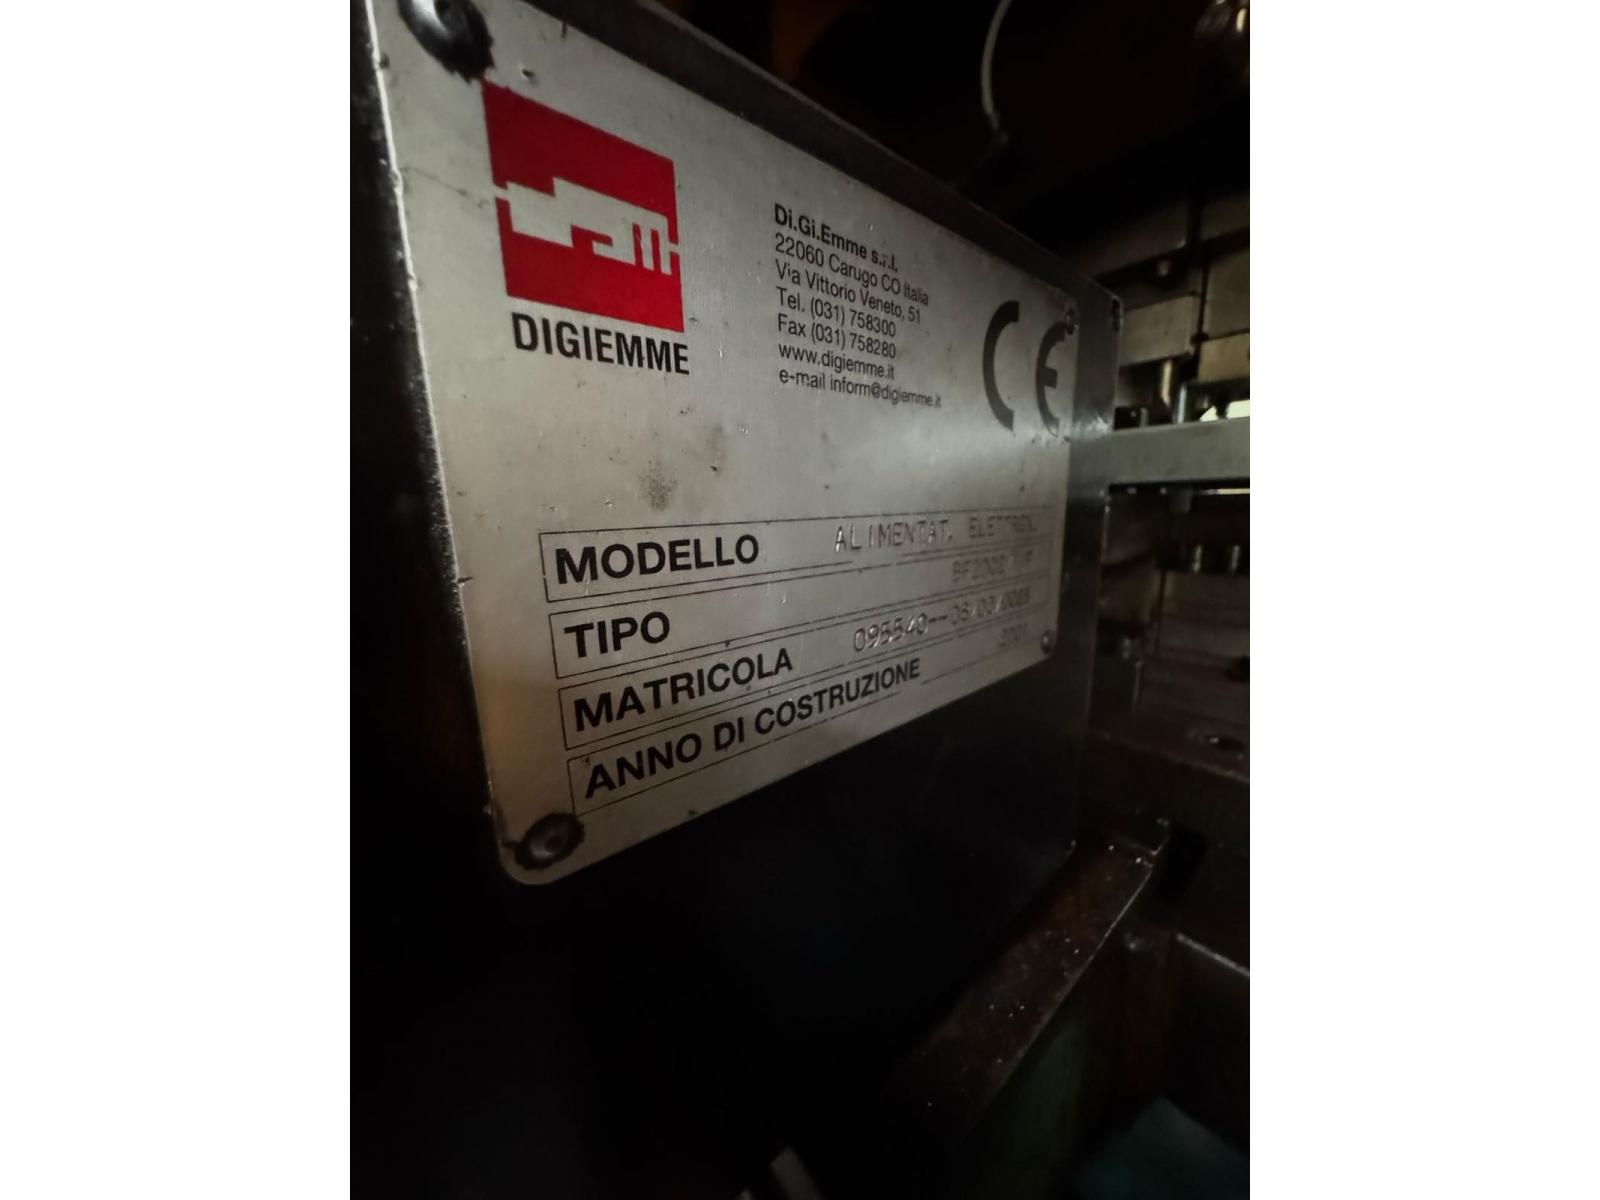 DIGIEMME
Di.Gi.Emme s.r.l.
22060 Carugo CO Italia
Via Vittorio Veneto, 51
Tel. (031) 758300
Fax (031) 758280
www.digiemme.it
e-mail inform@digiemme.it
CE
MODELLO ALIMENTAT. ELETTRON.
TIPO
MATRICOLA
ANNO DI COSTRUZIONE 2001